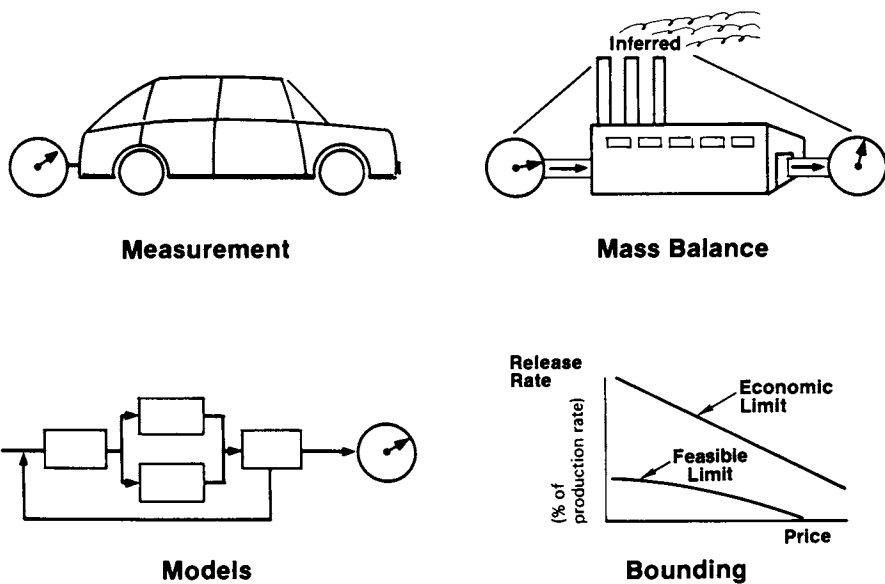 Inferred
Measurement
Mass Balance
Release
Rate
(% of
production rate)
Economic
Limit
Feasible
Limit
Price
Models
Bounding